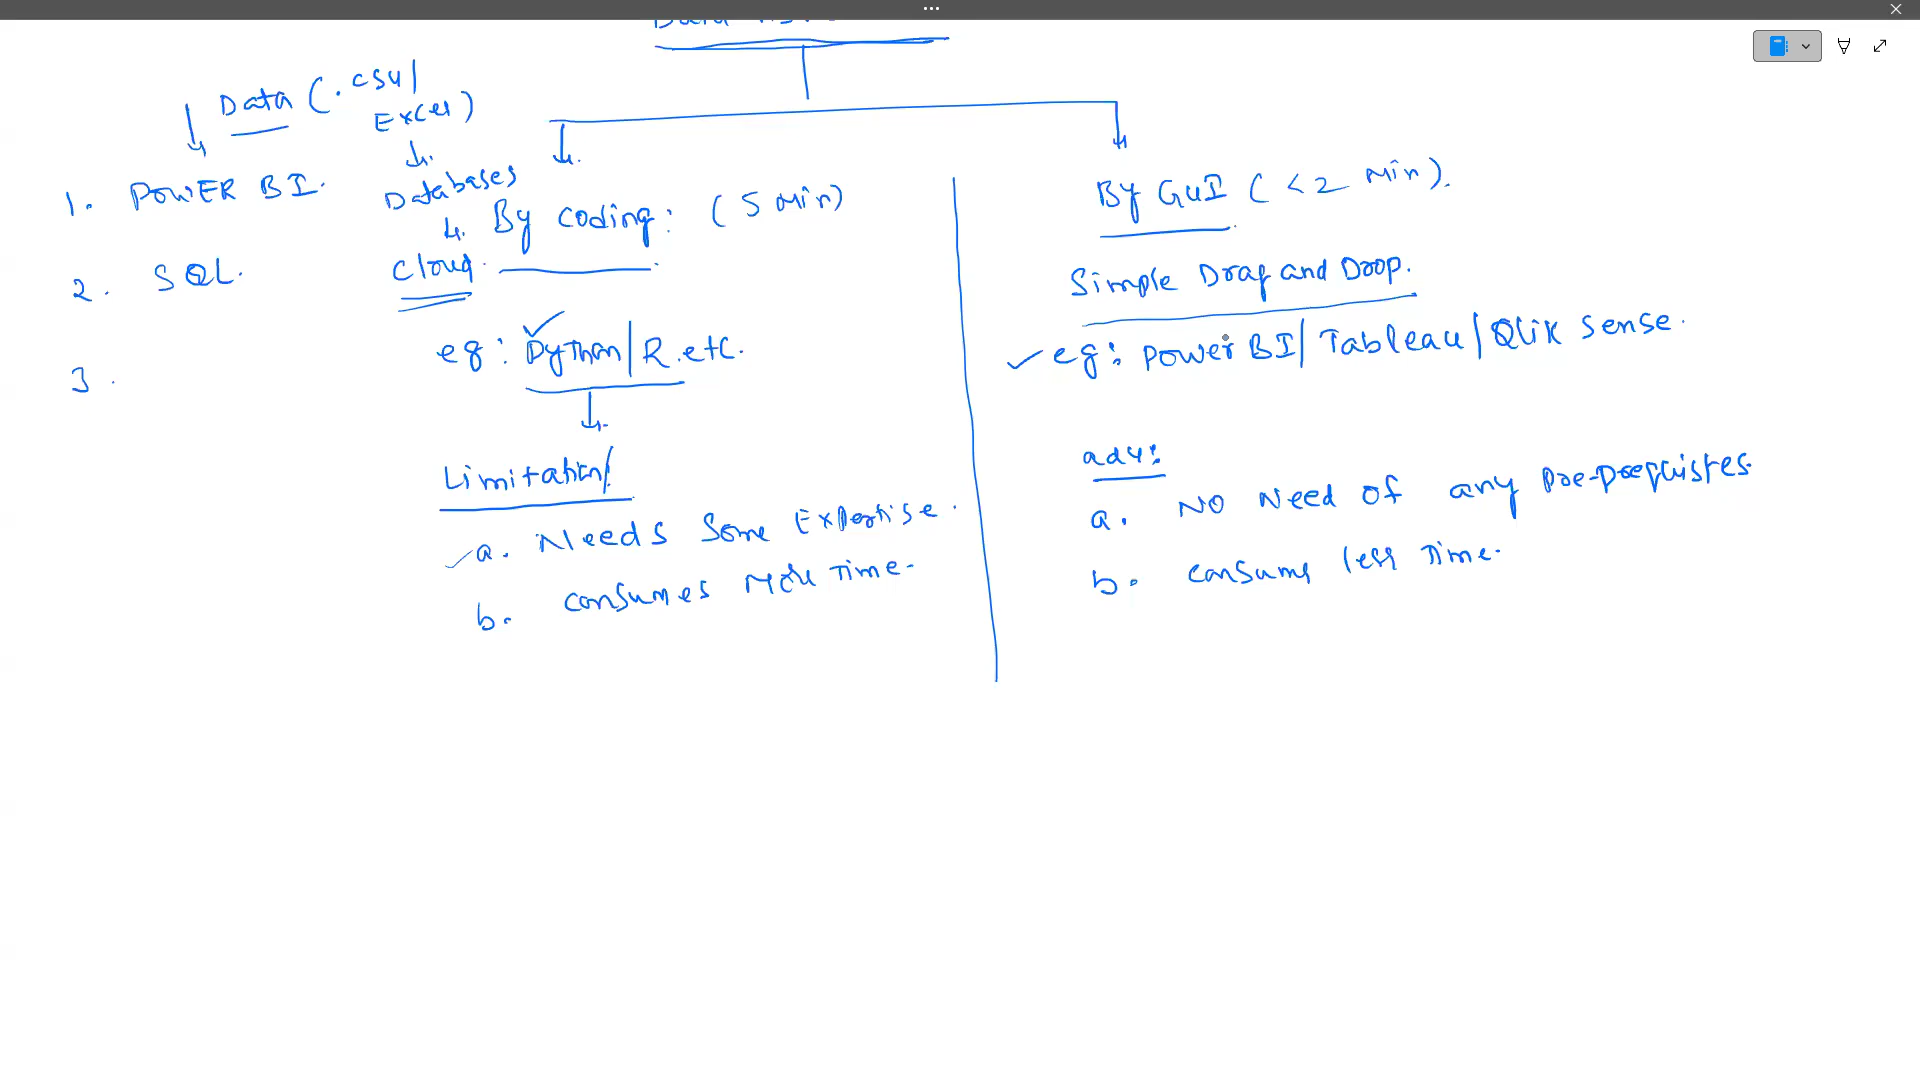 Data (.csv/
Excel)
↓
Databases
↓
cloud.
1. POWER BI.
2. SQL.
3.
By coding: (5 Min)
eg: Python/R.etc.
Limitation/
a. Needs Some Expertise.
b. consumes More Time.
By GUI (<2 Min).
Simple Drag and Drop.
eg: Power BI/Tableau/Qlik Sense.
adv:
a. No Need Of any Pre-prequistes.
b. consums less Time.